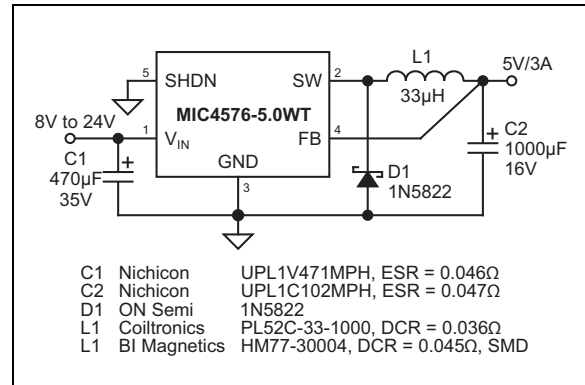 L1
5V/3A
5 SHDN SW 2
33µH
MIC4576-5.0WT
8V to 24V
1 VIN FB 4
C2
1000µF
16V
C1
470µF
35V
GND
3
D1
1N5822
+
+
C1 Nichicon UPL1V471MPH, ESR = 0.046Ω
C2 Nichicon UPL1C102MPH, ESR = 0.047Ω
D1 ON Semi 1N5822
L1 Coiltronics PL52C-33-1000, DCR = 0.036Ω
L1 BI Magnetics HM77-30004, DCR = 0.045Ω, SMD